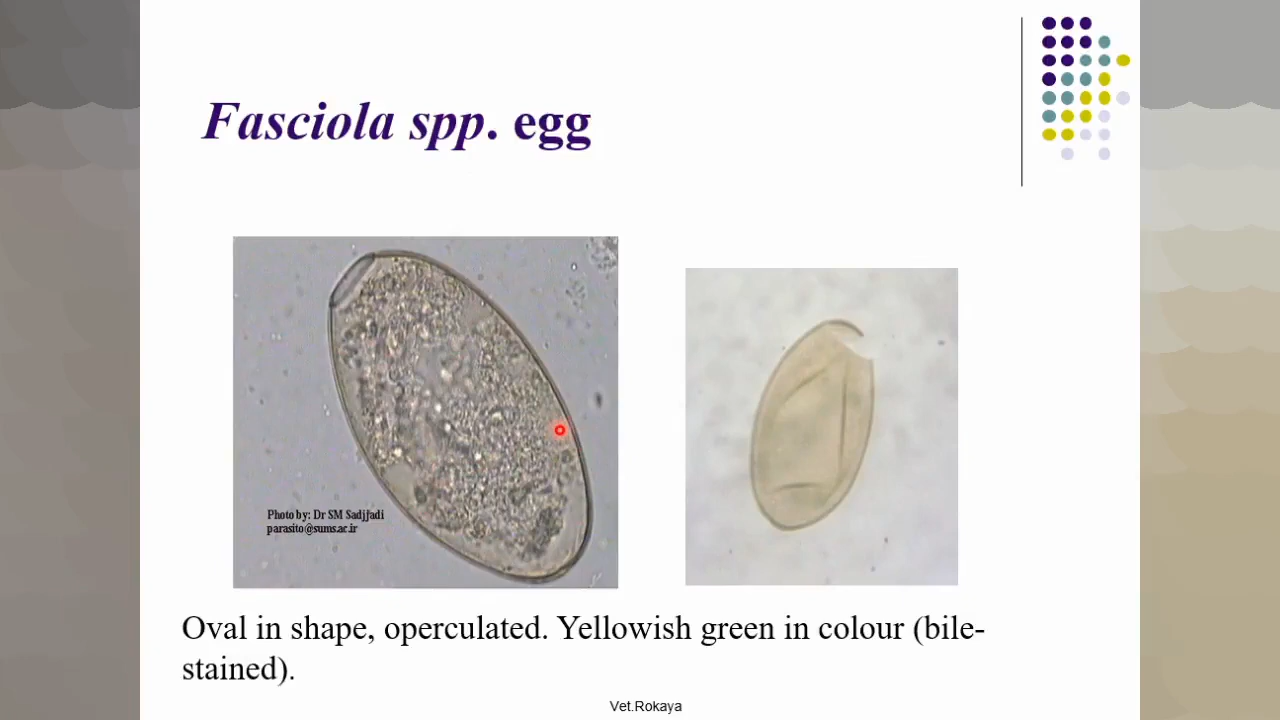 Fasciola spp. egg
Photo by: Dr SM Sadjjadi
parasito@sums.ac.ir
Oval in shape, operculated. Yellowish green in colour (bile-
stained).
Vet.Rokaya